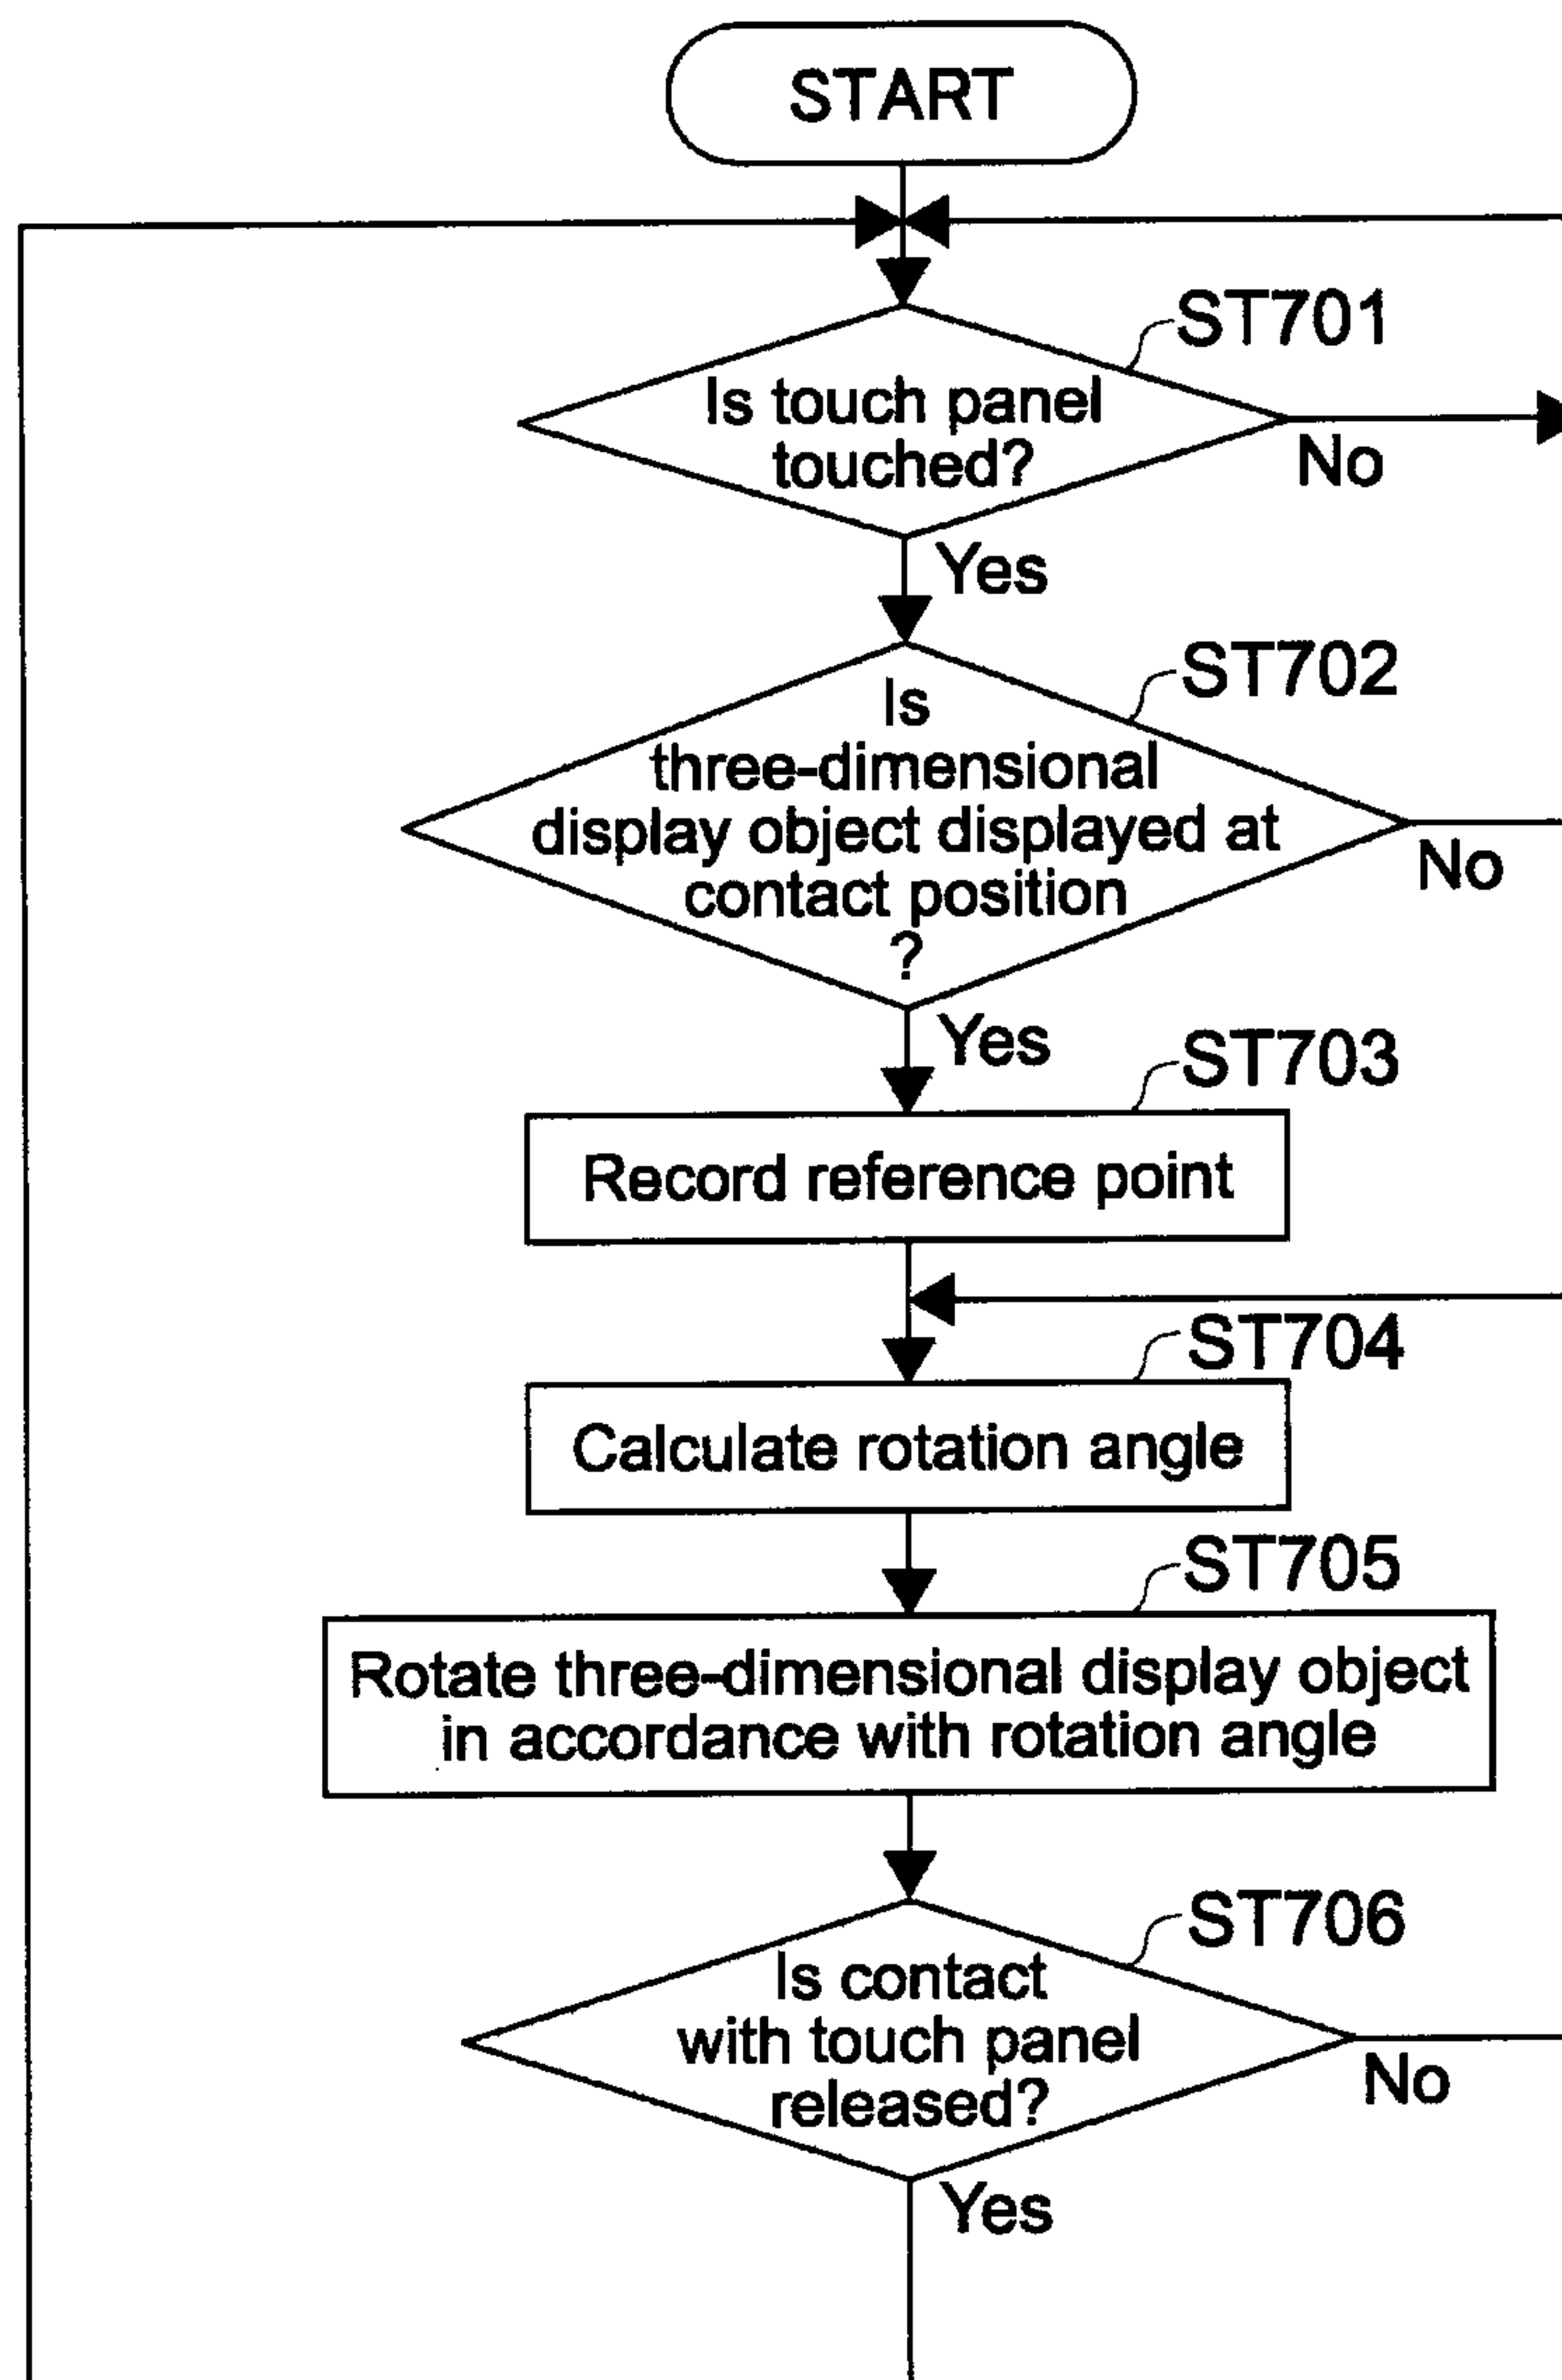 START
ST701
Is touch panel
touched?
No
Yes
ST702
Is
three-dimensional
display object displayed at
contact position
?
No
Yes
ST703
Record reference point
ST704
Calculate rotation angle
ST705
Rotate three-dimensional display object
in accordance with rotation angle
ST706
Is contact
with touch panel
released?
No
Yes